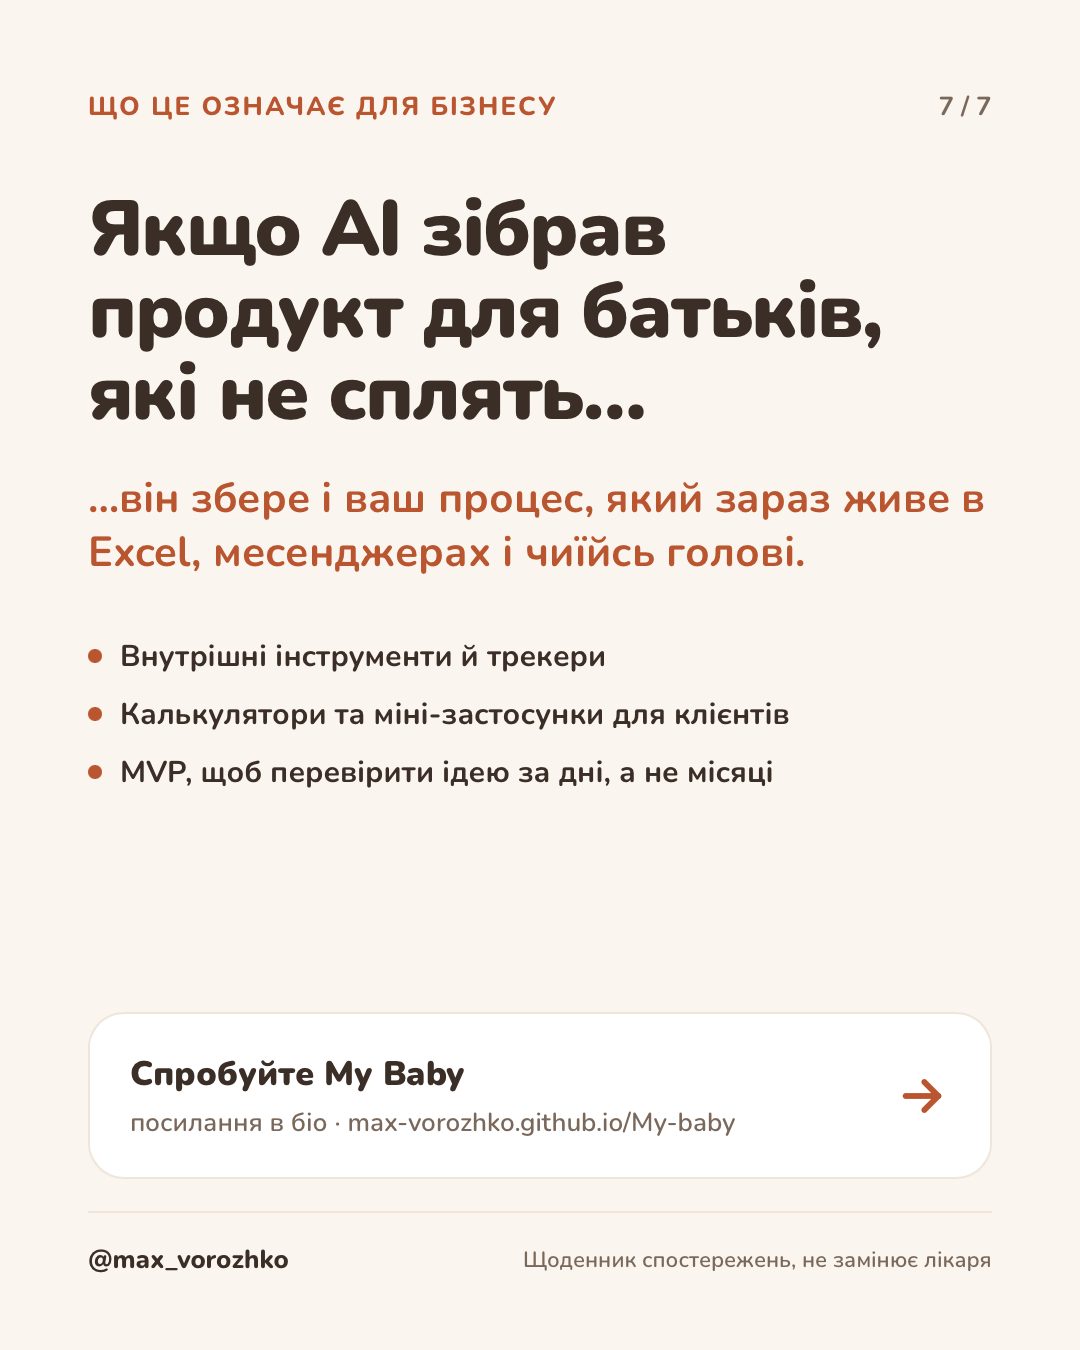 ЩО ЦЕ ОЗНАЧАЄ ДЛЯ БІЗНЕСУ
7 / 7
Якщо AI зібрав
продукт для батьків,
які не сплять...
...він збере і ваш процес, який зараз живе в
Excel, месенджерах і чиїйсь голові.
Внутрішні інструменти й трекери
Калькулятори та міні-застосунки для клієнтів
MVP, щоб перевірити ідею за дні, а не місяці
Спробуйте My Baby
посилання в біо · max-vorozhko.github.io/My-baby
@max_vorozhko
Щоденник спостережень, не замінює лікаря